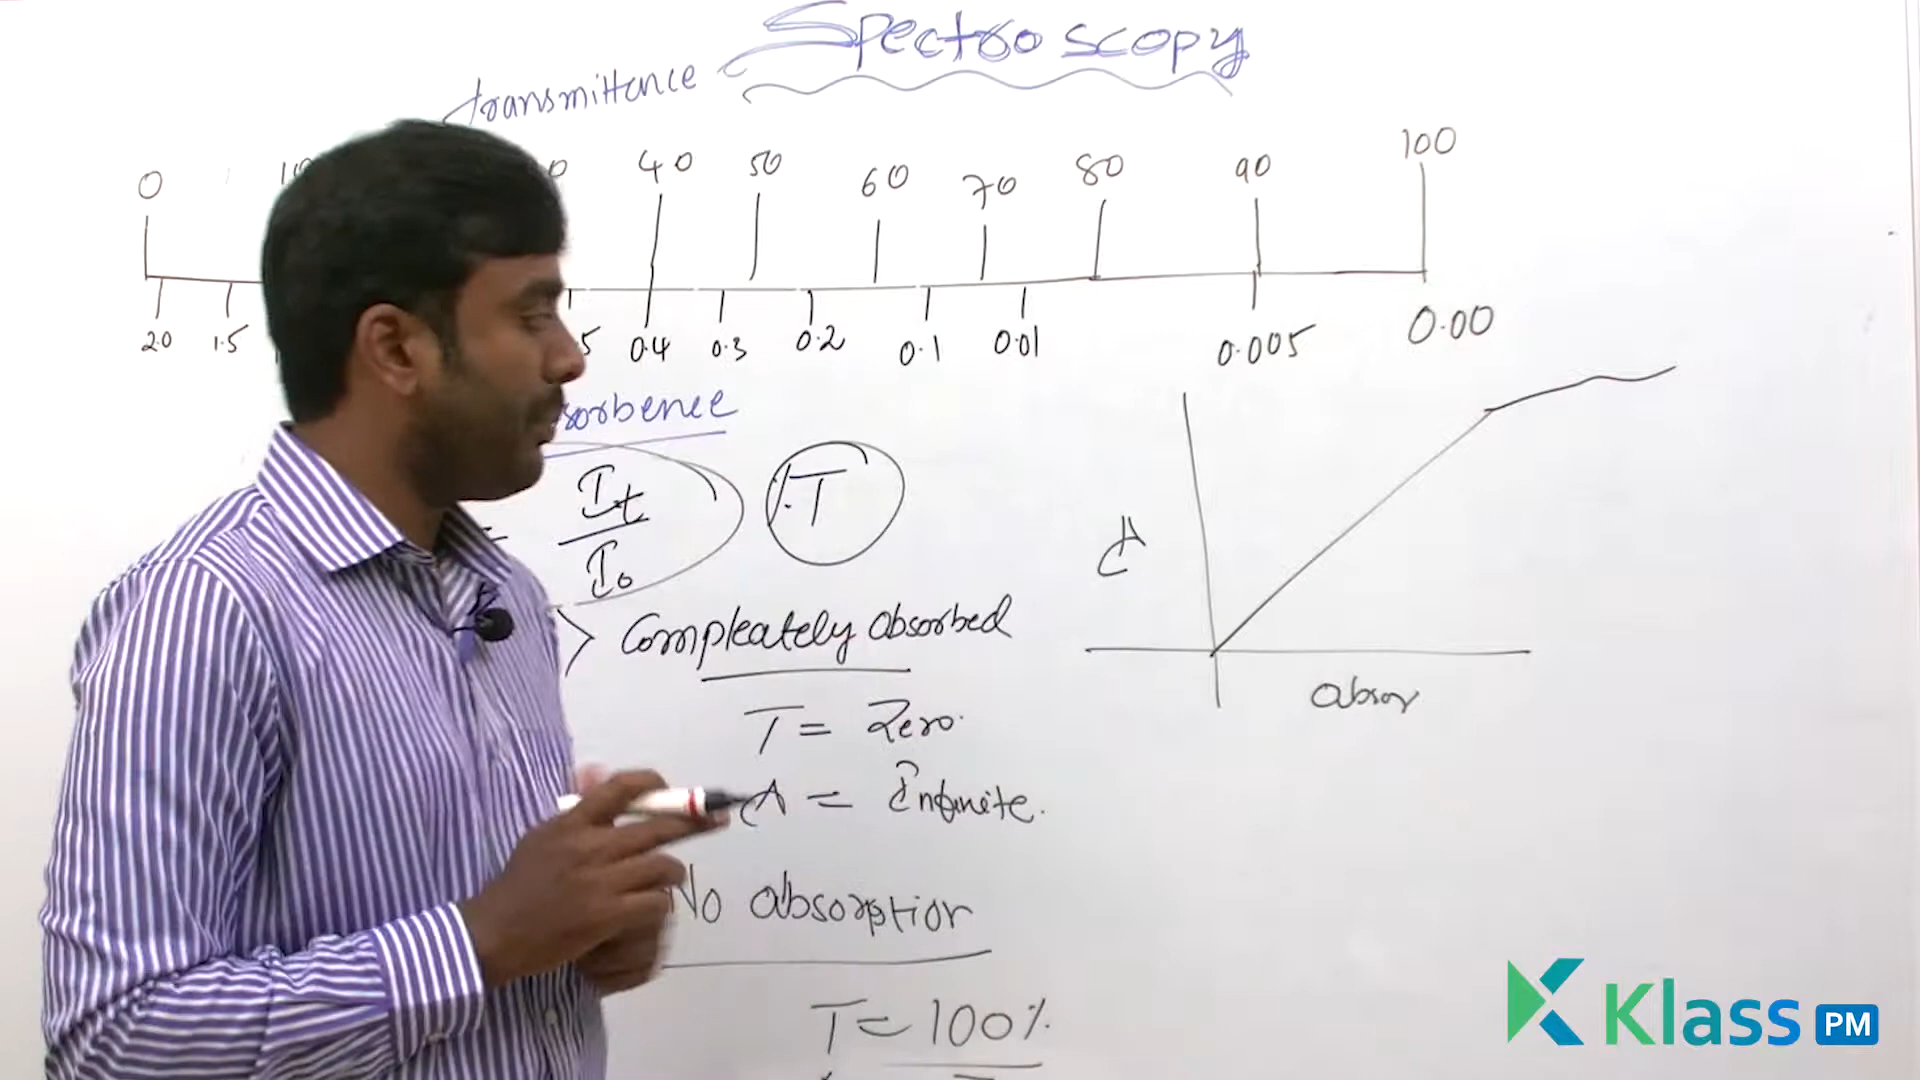 Spectroscopy
transmittance
0 40 50 60 70 80 90 100
2.0 1.5 0.4 0.3 0.2 0.1 0.01 0.005 0.00
sorbence
= It/I0 %T
> Compleately absorbed
T = Zero.
A = Infinite.
No absorption
T = 100%
A
absor
Klass PM